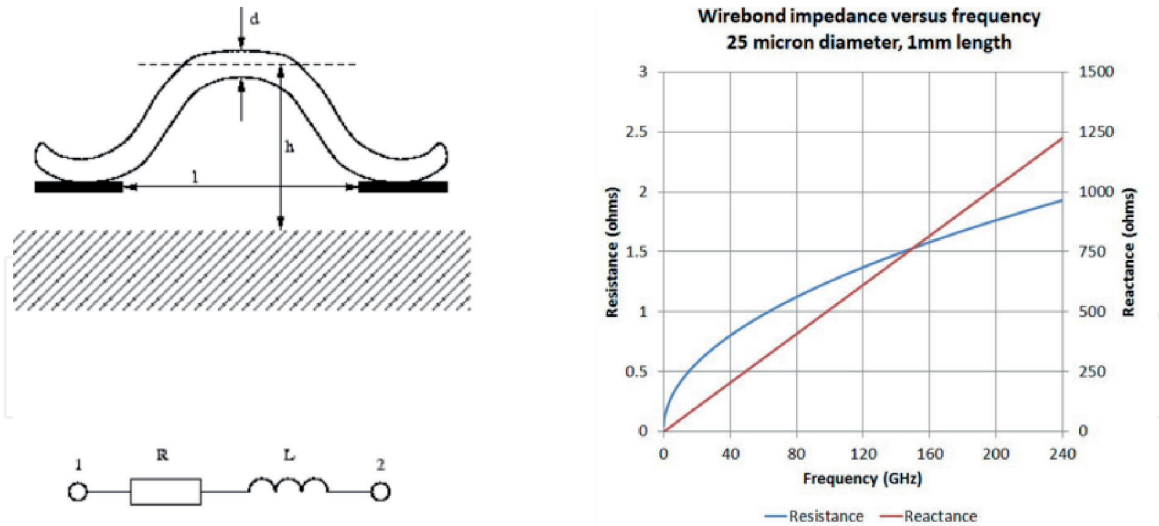 d
h
l
1
R
L
2
Wirebond impedance versus frequency
25 micron diameter, 1mm length
3
2.5
2
1.5
1
0.5
0
Resistance (ohms)
1500
1250
1000
750
500
250
0
Reactance (ohms)
0 40 80 120 160 200 240
Frequency (GHz)
Resistance Reactance